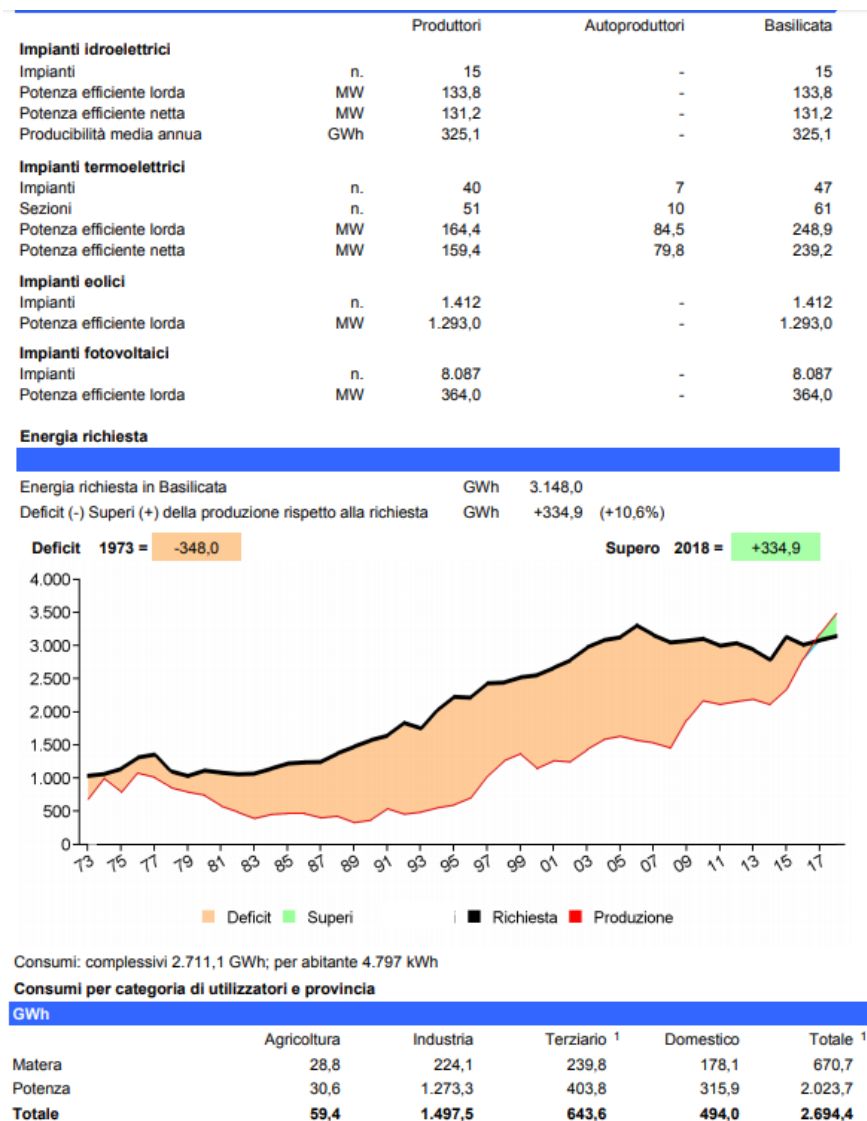 Produttori Autoproduttori Basilicata
Impianti idroelettrici
Impianti n. 15 - 15
Potenza efficiente lorda MW 133,8 - 133,8
Potenza efficiente netta MW 131,2 - 131,2
Producibilità media annua GWh 325,1 - 325,1
Impianti termoelettrici
Impianti n. 40 7 47
Sezioni n. 51 10 61
Potenza efficiente lorda MW 164,4 84,5 248,9
Potenza efficiente netta MW 159,4 79,8 239,2
Impianti eolici
Impianti n. 1.412 - 1.412
Potenza efficiente lorda MW 1.293,0 - 1.293,0
Impianti fotovoltaici
Impianti n. 8.087 - 8.087
Potenza efficiente lorda MW 364,0 - 364,0
Energia richiesta
Energia richiesta in Basilicata GWh 3.148,0
Deficit (-) Superi (+) della produzione rispetto alla richiesta GWh +334,9 (+10,6%)
Deficit 1973 = -348,0 Supero 2018 = +334,9
4.000
3.500
3.000
2.500
2.000
1.500
1.000
500
0
73 75 77 79 81 83 85 87 89 91 93 95 97 99 01 03 05 07 09 11 13 15 17
Deficit Superi i Richiesta Produzione
Consumi: complessivi 2.711,1 GWh; per abitante 4.797 kWh
Consumi per categoria di utilizzatori e provincia
GWh
Agricoltura Industria Terziario 1 Domestico Totale 1
Matera 28,8 224,1 239,8 178,1 670,7
Potenza 30,6 1.273,3 403,8 315,9 2.023,7
Totale 59,4 1.497,5 643,6 494,0 2.694,4